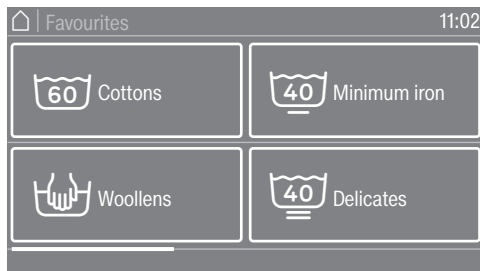 Favourites 11:02
60 Cottons
40 Minimum iron
Woollens
40 Delicates